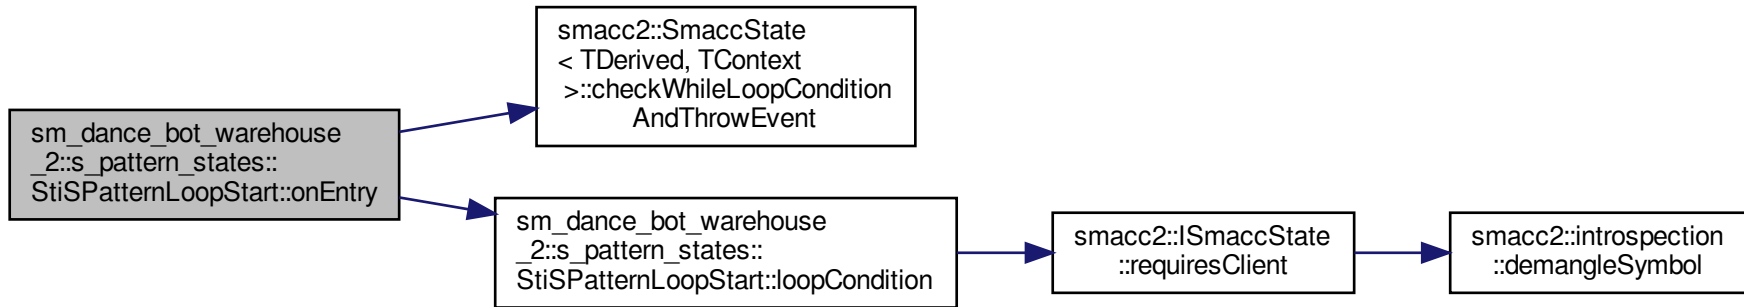 sm_dance_bot_warehouse
_2::s_pattern_states::
StiSPatternLoopStart::onEntry
smacc2::SmaccState
< TDerived, TContext
>::checkWhileLoopCondition
AndThrowEvent
sm_dance_bot_warehouse
_2::s_pattern_states::
StiSPatternLoopStart::loopCondition
smacc2::ISmaccState
::requiresClient
smacc2::introspection
::demangleSymbol